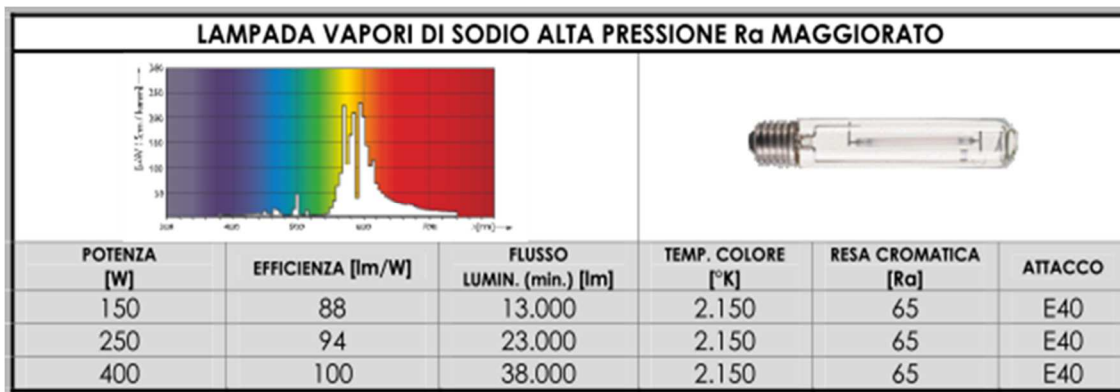 LAMPADA VAPORI DI SODIO ALTA PRESSIONE Ra MAGGIORATO
POTENZA [W] EFFICIENZA [lm/W] FLUSSO LUMIN. (min.) [lm] TEMP. COLORE [°K] RESA CROMATICA [Ra] ATTACCO
150 88 13.000 2.150 65 E40
250 94 23.000 2.150 65 E40
400 100 38.000 2.150 65 E40